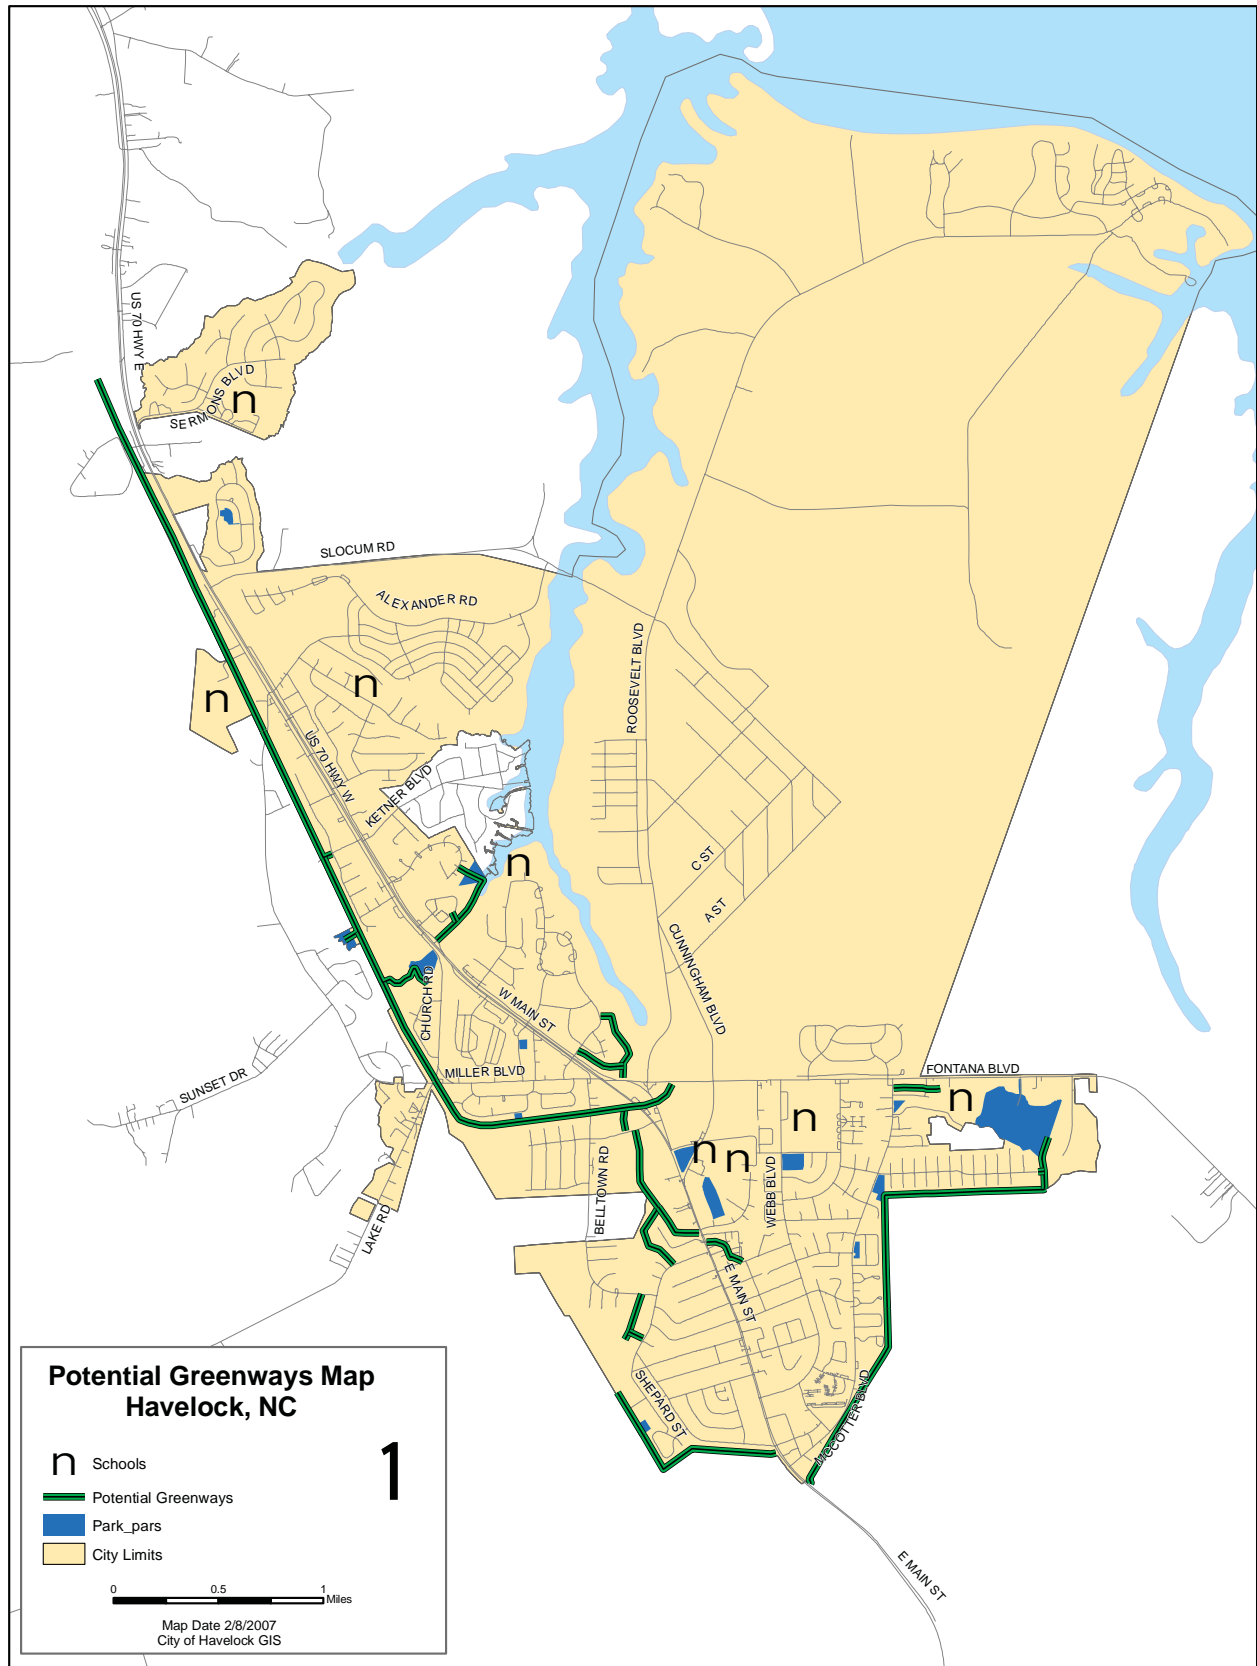 US 70 HWY E
SERMONS BLVD
n
SLOCUM RD
ALEXANDER RD
ROOSEVELT BLVD
n
n
US 70 HWY W
KETNER BLVD
n
C ST
A ST
CUNNINGHAM BLVD
CHURCH RD
W MAIN ST
MILLER BLVD
FONTANA BLVD
SUNSET DR
n
n
n
n
BELLTOWN RD
WEBB BLVD
LAKE RD
E MAIN ST
SHEPARD ST
MCCOTTER BLVD
E MAIN ST
Potential Greenways Map
Havelock, NC
1
n Schools
Potential Greenways
Park_pars
City Limits
0 0.5 1
Miles
Map Date 2/8/2007
City of Havelock GIS